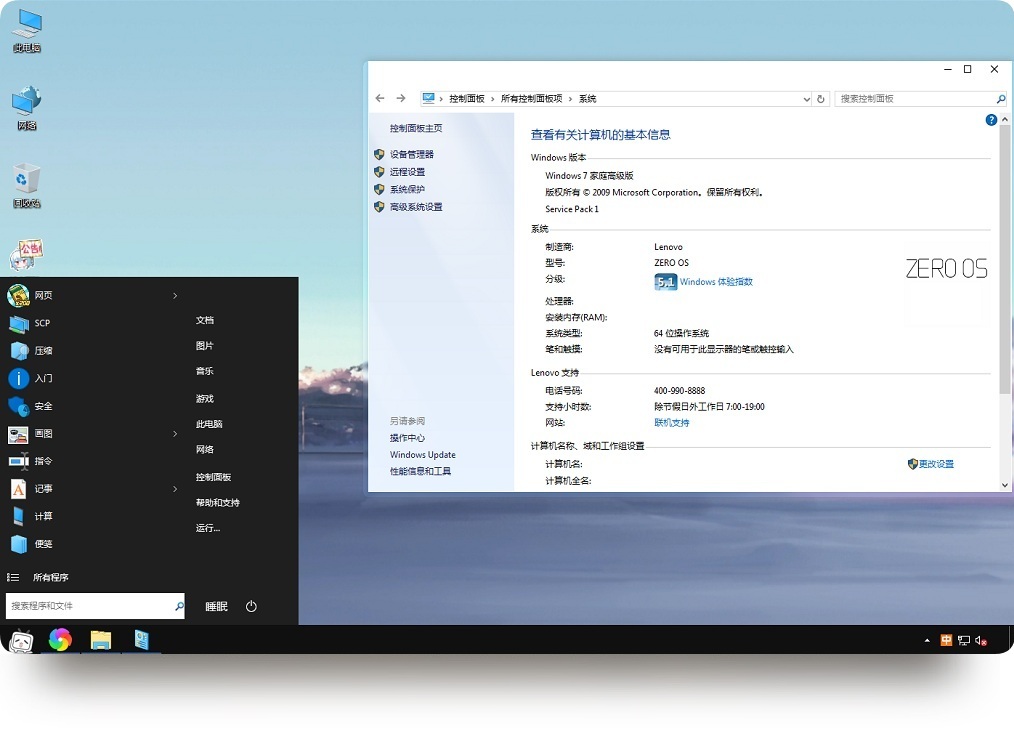 此电脑
网络
回收站
公告
控制面板
所有控制面板项
系统
搜索控制面板
控制面板主页
设备管理器
远程设置
系统保护
高级系统设置
另请参阅
操作中心
Windows Update
性能信息和工具
查看有关计算机的基本信息
Windows 版本
Windows 7 家庭高级版
版权所有 © 2009 Microsoft Corporation。保留所有权利。
Service Pack 1
系统
制造商: Lenovo
型号: ZERO OS
分级: 5.1 Windows 体验指数
处理器:
安装内存(RAM):
系统类型: 64 位操作系统
笔和触摸: 没有可用于此显示器的笔或触控输入
ZERO OS
Lenovo 支持
电话号码: 400-990-8888
支持小时数: 除节假日外工作日 7:00-19:00
网站: 联机支持
计算机名称、域和工作组设置
计算机名: 更改设置
计算机全名:
网页
SCP
压缩
入门
安全
画图
指令
记事
计算
便笺
所有程序
搜索程序和文件
文档
图片
音乐
游戏
此电脑
网络
控制面板
帮助和支持
运行...
睡眠
中